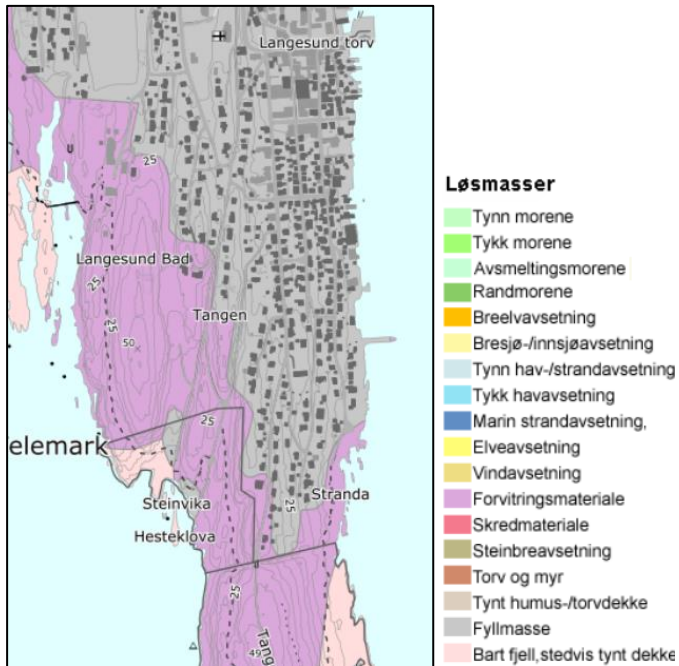 Langesund torv
25
Langesund Bad
25
25
Tangen
50
25
elemark
Stranda
Steinvika
25
Hesteklova
25
49
Tang
Løsmasser
Tynn morene
Tykk morene
Avsmeltingsmorene
Randmorene
Breelvavsetning
Bresjø-/innsjøavsetning
Tynn hav-/strandavsetning
Tykk havavsetning
Marin strandavsetning,
Elveavsetning
Vindavsetning
Forvitringsmateriale
Skredmateriale
Steinbreavsetning
Torv og myr
Tynt humus-/torvdekke
Fyllmasse
Bart fjell,stedvis tynt dekke